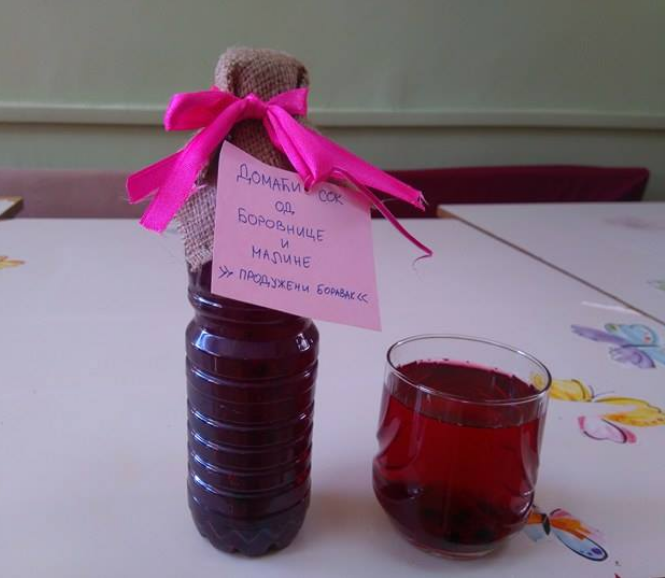 ДОМАЋИ СОК
ОД
БОРОВНИЦЕ
И
МАЛИНЕ
»ПРОДУЖЕНИ БОРАВАК«